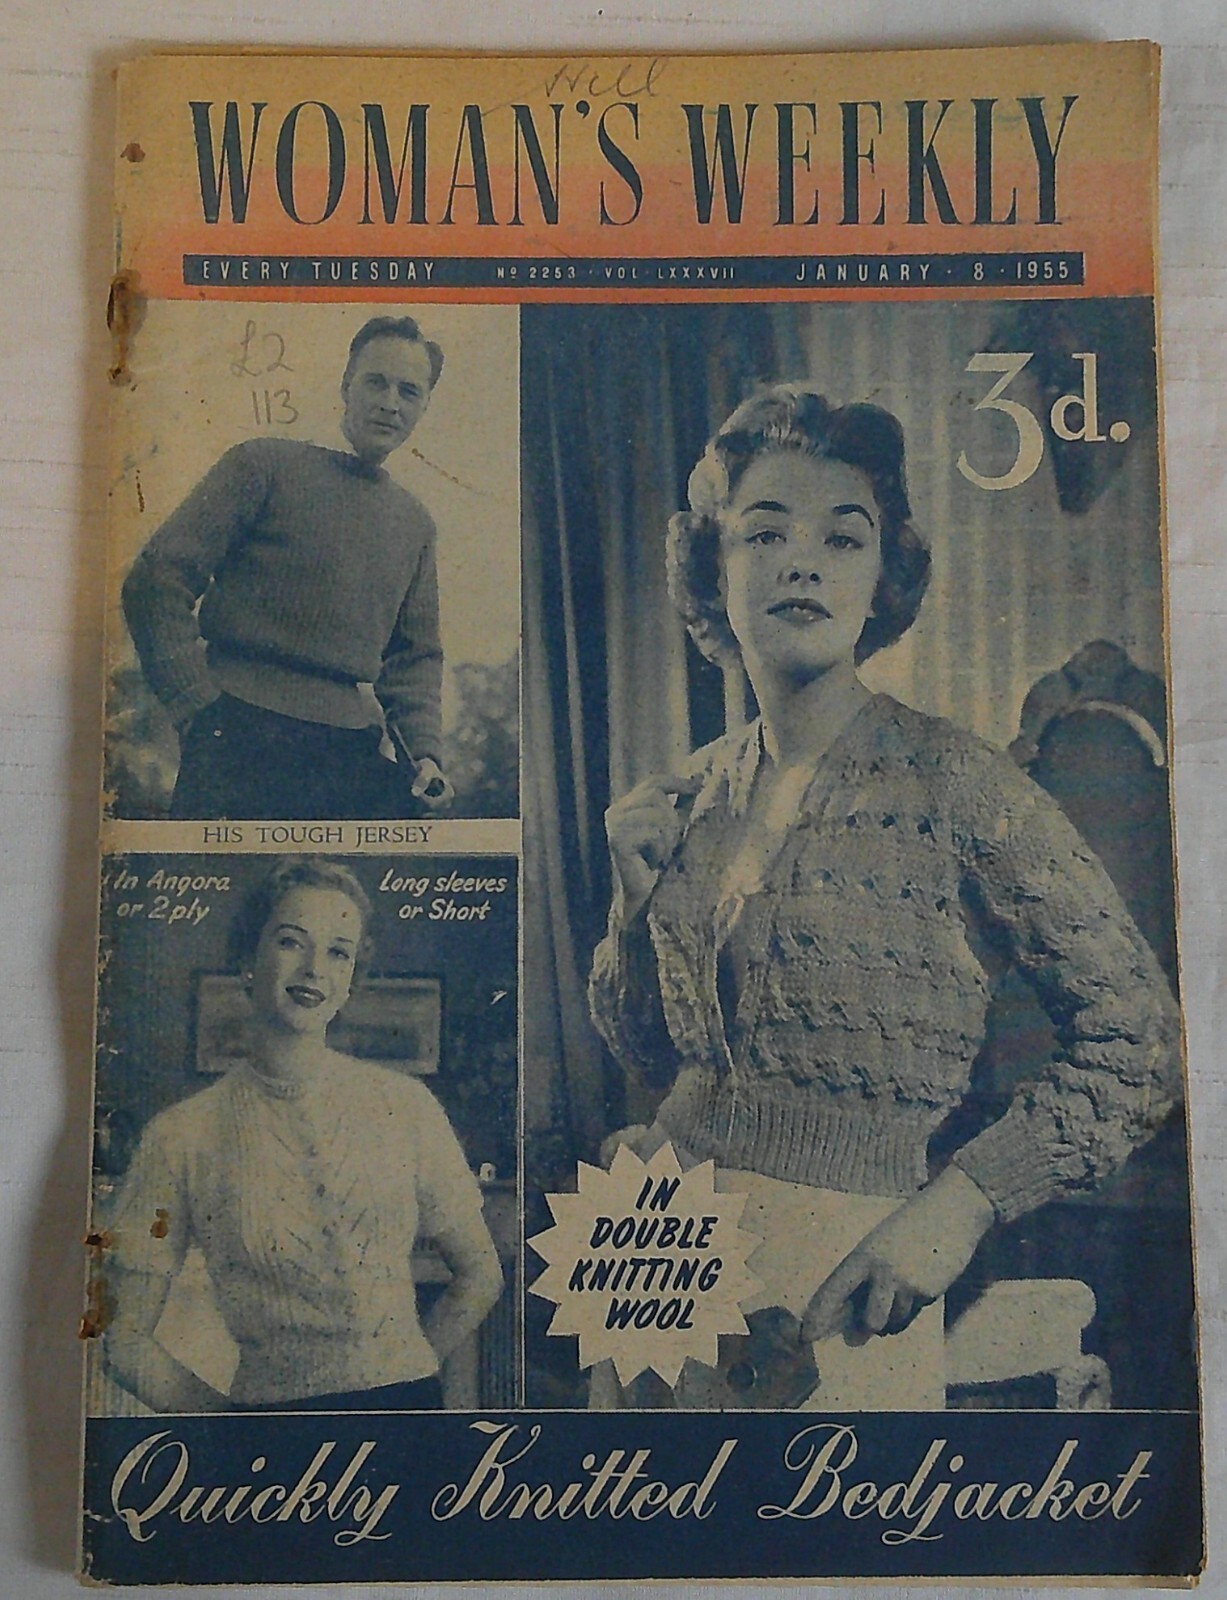 Hill
WOMAN'S WEEKLY
EVERY TUESDAY Nº 2253 · VOL · LXXXVII JANUARY · 8 · 1955
£2
113
3d.
HIS TOUGH JERSEY
In Angora
or 2 ply
Long sleeves
or Short
IN
DOUBLE
KNITTING
WOOL
Quickly Knitted Bedjacket